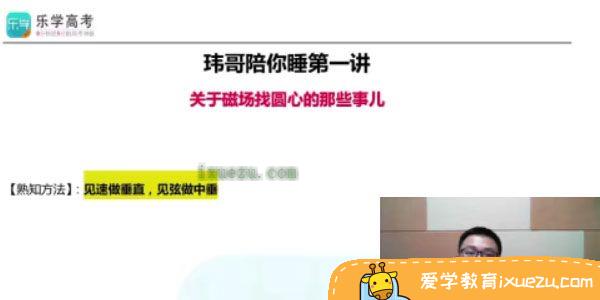 乐学
乐学高考
玮哥陪你睡第一讲
关于磁场找圆心的那些事儿
ixuezu.com
【熟知方法】：见速做垂直，见弦做中垂
爱学教育ixuezu.com